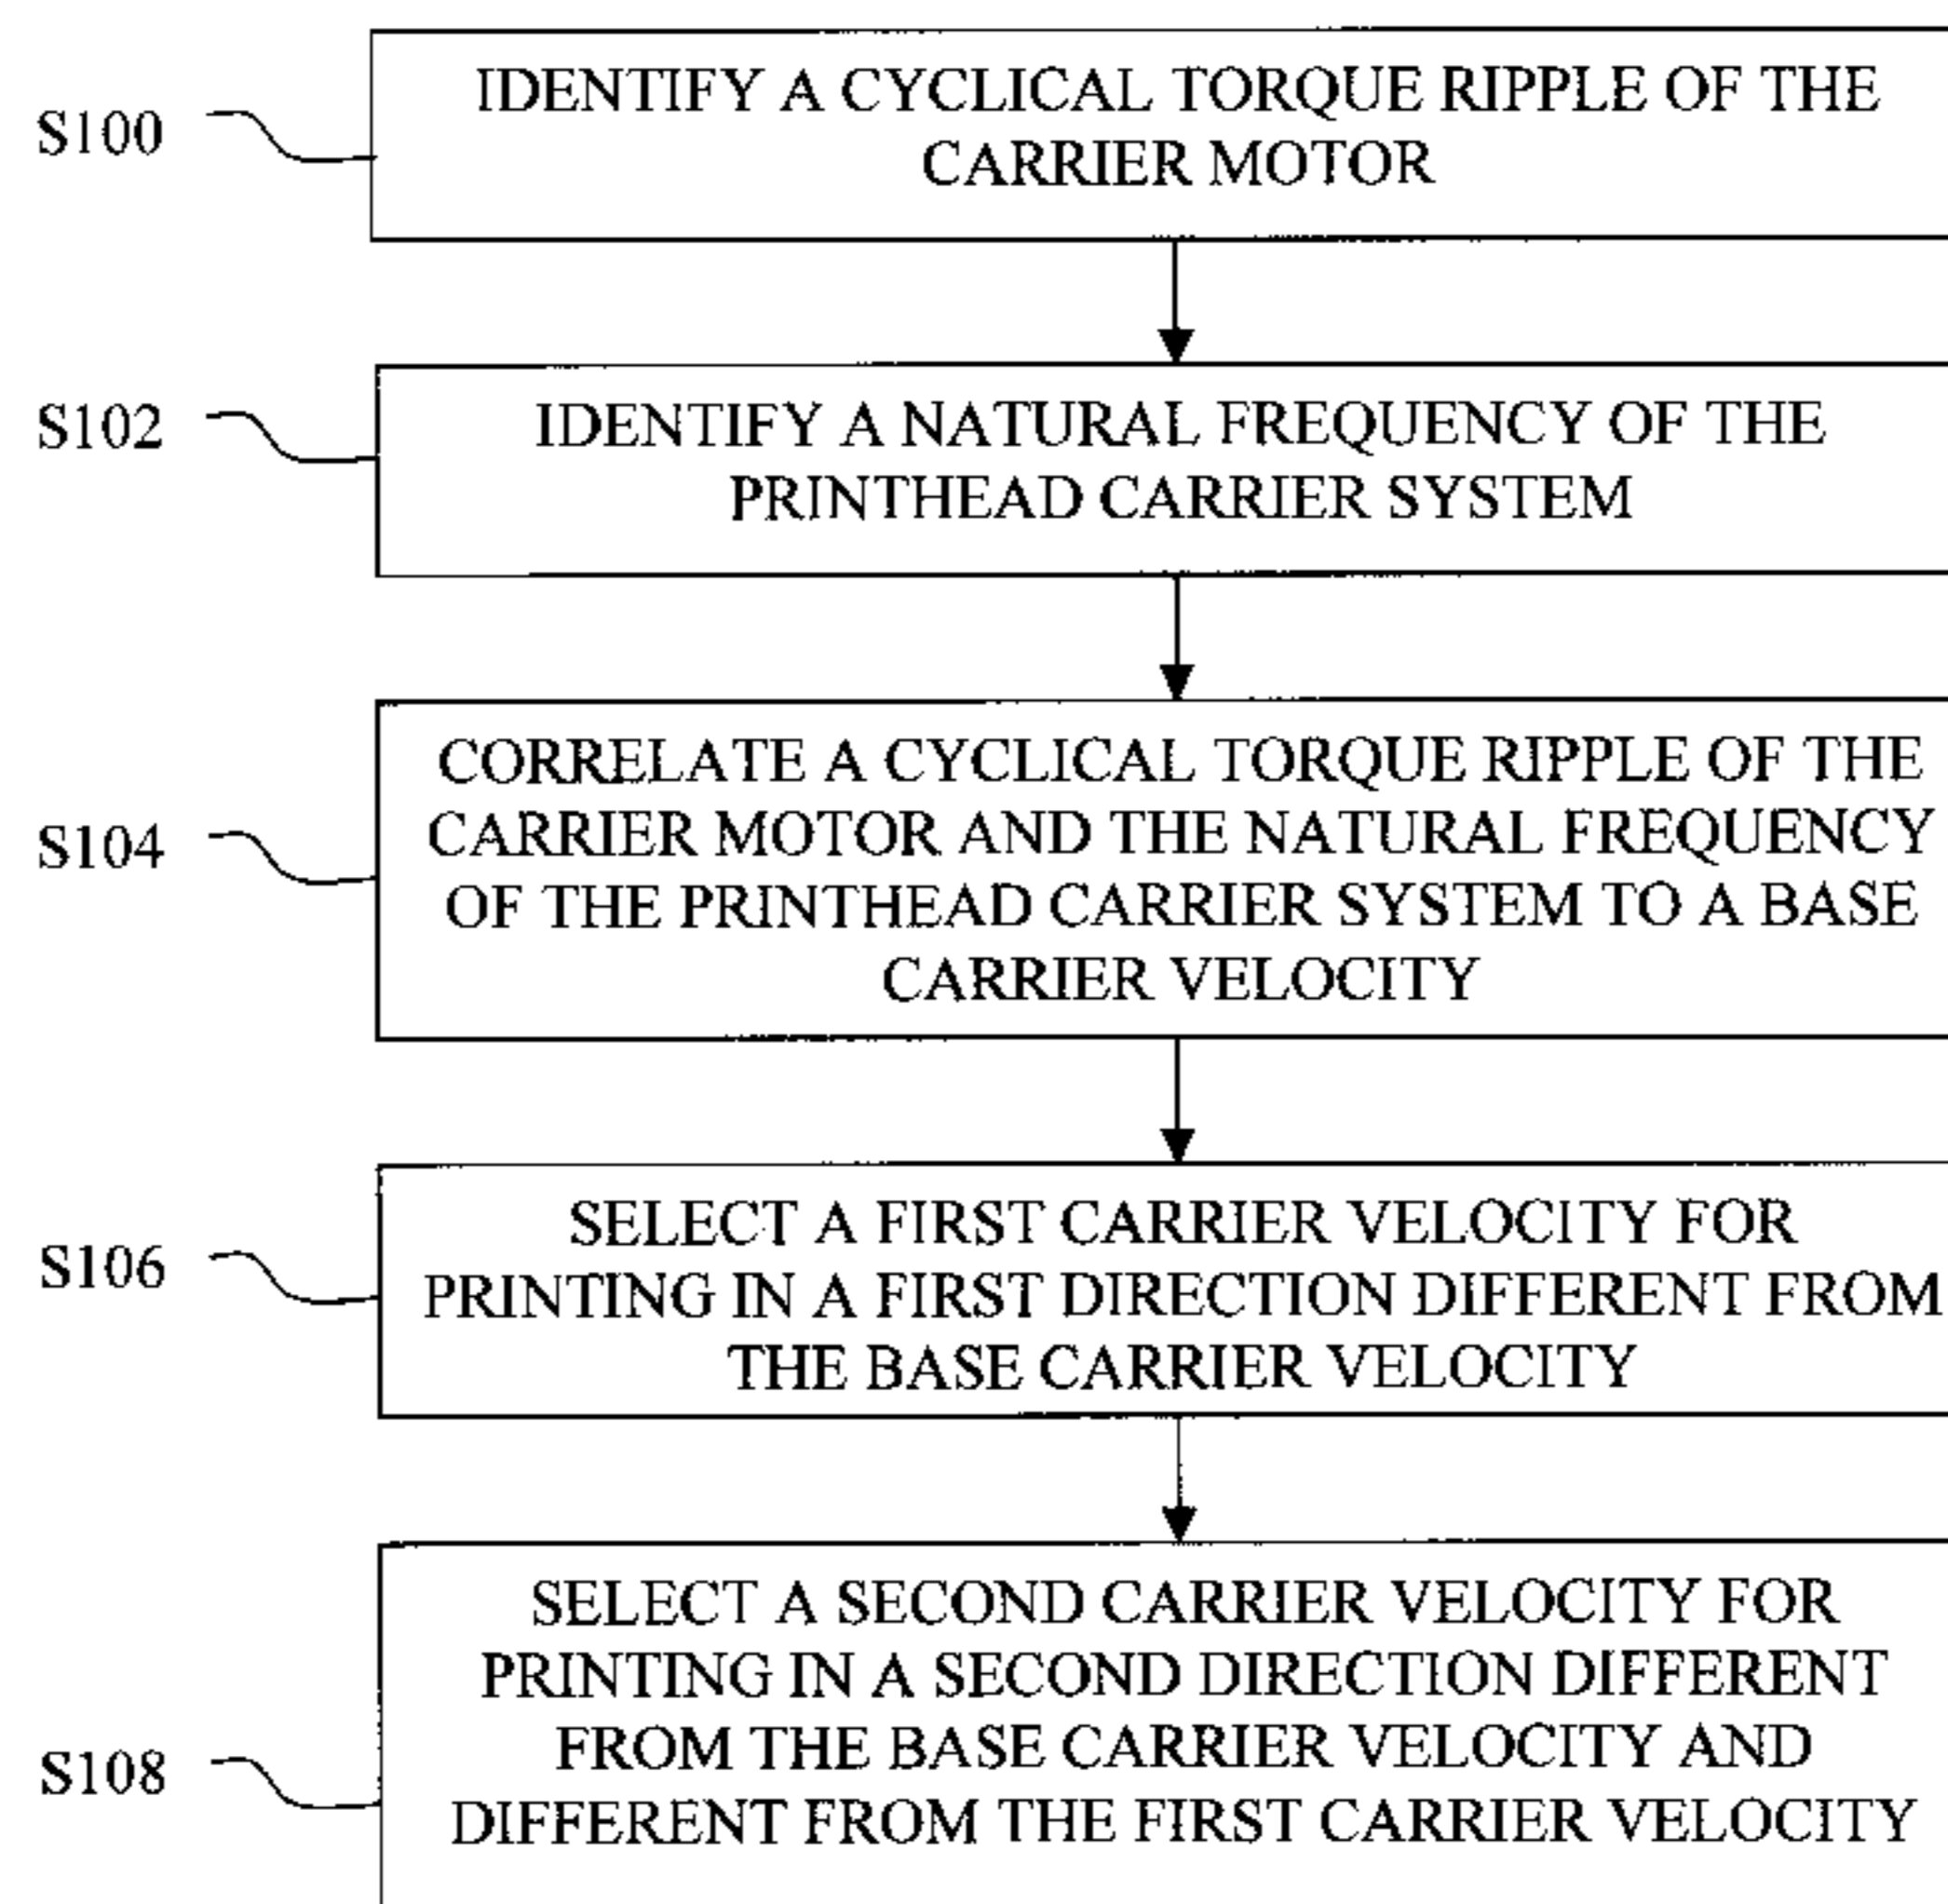 S100
IDENTIFY A CYCLICAL TORQUE RIPPLE OF THE
CARRIER MOTOR
S102
IDENTIFY A NATURAL FREQUENCY OF THE
PRINTHEAD CARRIER SYSTEM
S104
CORRELATE A CYCLICAL TORQUE RIPPLE OF THE
CARRIER MOTOR AND THE NATURAL FREQUENCY
OF THE PRINTHEAD CARRIER SYSTEM TO A BASE
CARRIER VELOCITY
S106
SELECT A FIRST CARRIER VELOCITY FOR
PRINTING IN A FIRST DIRECTION DIFFERENT FROM
THE BASE CARRIER VELOCITY
S108
SELECT A SECOND CARRIER VELOCITY FOR
PRINTING IN A SECOND DIRECTION DIFFERENT
FROM THE BASE CARRIER VELOCITY AND
DIFFERENT FROM THE FIRST CARRIER VELOCITY